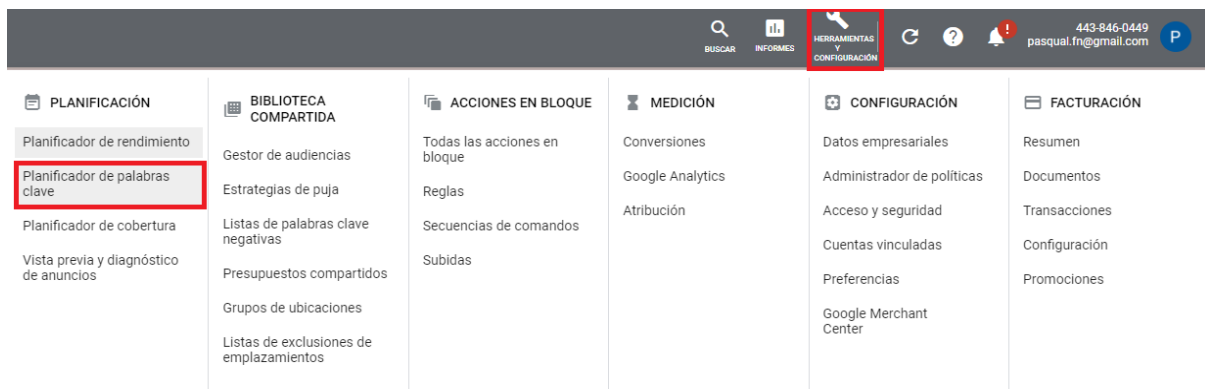 BUSCAR
INFORMES
HERRAMIENTAS
Y
CONFIGURACIÓN
443-846-0449
pasqual.fn@gmail.com
P
PLANIFICACIÓN
Planificador de rendimiento
Planificador de palabras
clave
Planificador de cobertura
Vista previa y diagnóstico
de anuncios
BIBLIOTECA
COMPARTIDA
Gestor de audiencias
Estrategias de puja
Listas de palabras clave
negativas
Presupuestos compartidos
Grupos de ubicaciones
Listas de exclusiones de
emplazamientos
ACCIONES EN BLOQUE
Todas las acciones en
bloque
Reglas
Secuencias de comandos
Subidas
MEDICIÓN
Conversiones
Google Analytics
Atribución
CONFIGURACIÓN
Datos empresariales
Administrador de políticas
Acceso y seguridad
Cuentas vinculadas
Preferencias
Google Merchant
Center
FACTURACIÓN
Resumen
Documentos
Transacciones
Configuración
Promociones